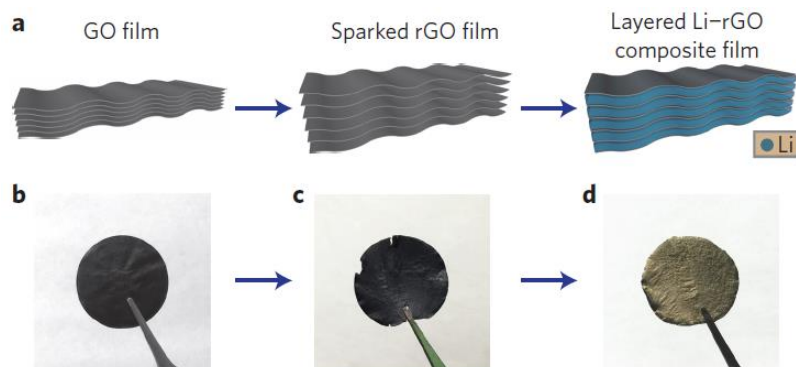 a
GO film
Sparked rGO film
Layered Li–rGO
composite film
Li
b
c
d